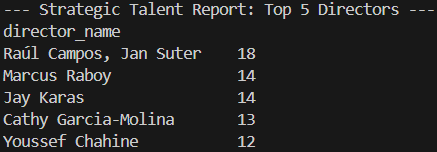 --- Strategic Talent Report: Top 5 Directors ---
director_name
Raúl Campos, Jan Suter    18
Marcus Raboy              14
Jay Karas                 14
Cathy Garcia-Molina       13
Youssef Chahine           12